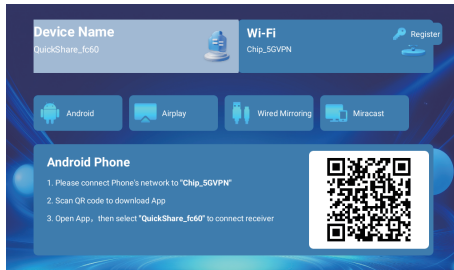 Device Name
QuickShare_fc60
Wi-Fi
Chip_5GVPN
Register
Android
Airplay
Wired Mirroring
Miracast
Android Phone
1. Please connect Phone's network to "Chip_5GVPN"
2. Scan QR code to download App
3. Open App，then select "QuickShare_fc60" to connect receiver